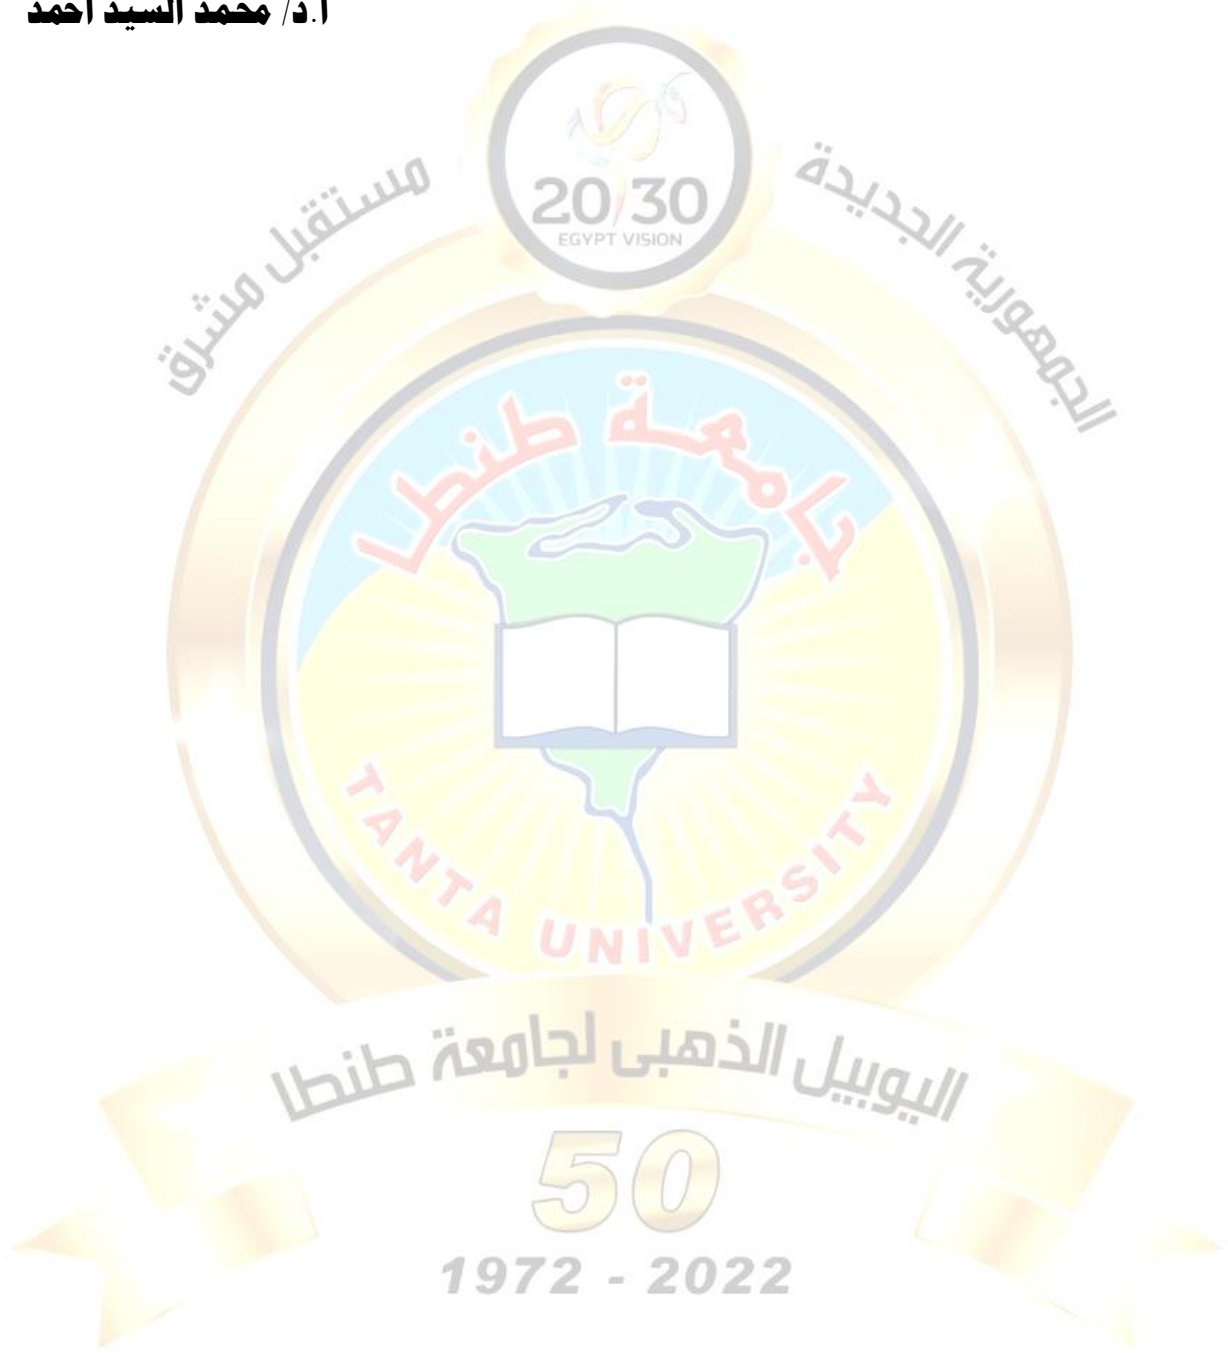 أ.د/ محمد السيد أحمد
20/30
EGYPT VISION
مستقبل مشرق
الجمهورية الجديدة
جامعة طنطا
TANTA UNIVERSITY
اليوبيل الذهبى لجامعة طنطا
50
1972 - 2022